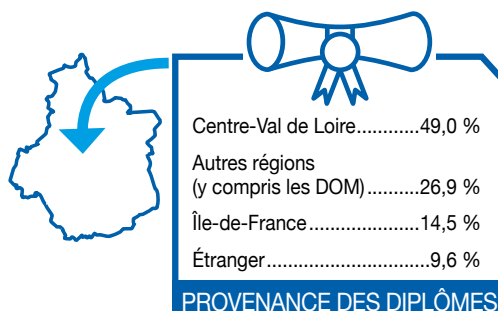 Centre-Val de Loire............49,0 %
Autres régions
(y compris les DOM)..........26,9 %
Île-de-France......................14,5 %
Étranger.................................9,6 %
PROVENANCE DES DIPLÔMES